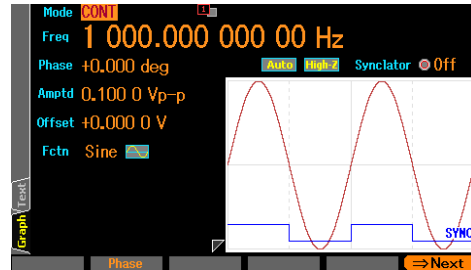 Mode CONT 1
Freq 1 000.000 000 00 Hz
Phase +0.000 deg Auto High-Z Synclator Off
Amptd 0.100 0 Vp-p
Offset +0.000 0 V
Fctn Sine
SYNC
Text
Graph
Phase ⇒Next